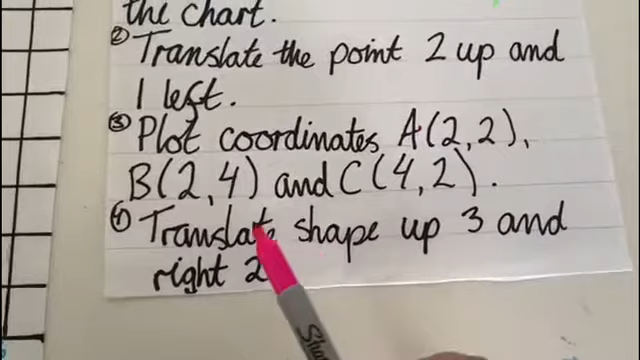 the chart.
② Translate the point 2 up and
1 left.
③ Plot coordinates A(2,2),
B(2,4) and C(4,2).
④ Translate shape up 3 and
right 2
Sha